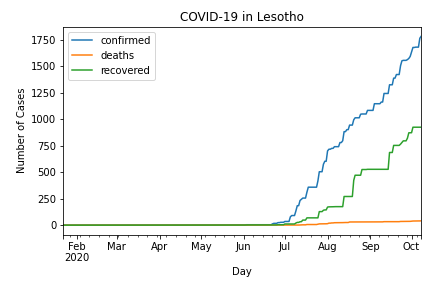 COVID-19 in Lesotho
confirmed
deaths
recovered
Number of Cases
1750
1500
1250
1000
750
500
250
0
Feb Mar Apr May Jun Jul Aug Sep Oct
2020
Day